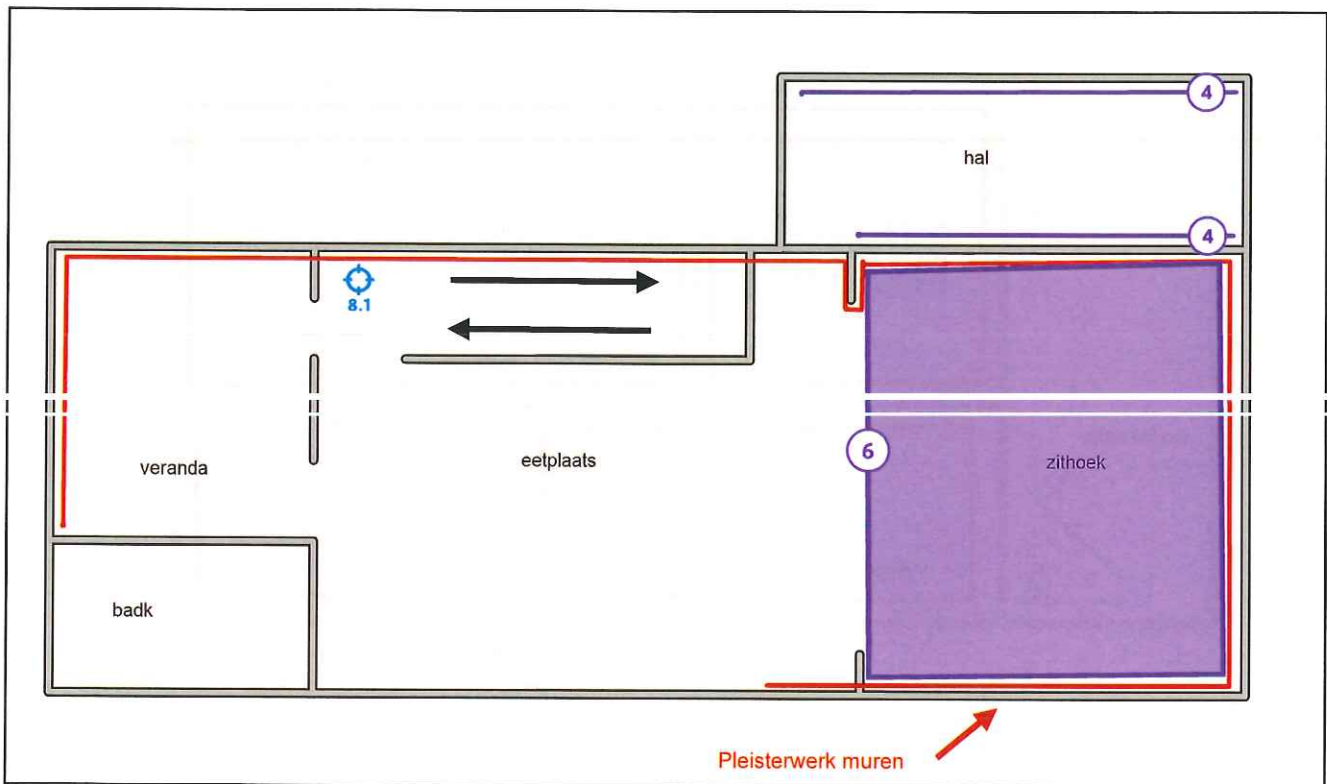 4
hal
4
8.1
6
veranda
eetplaats
zithoek
badk
Pleisterwerk muren